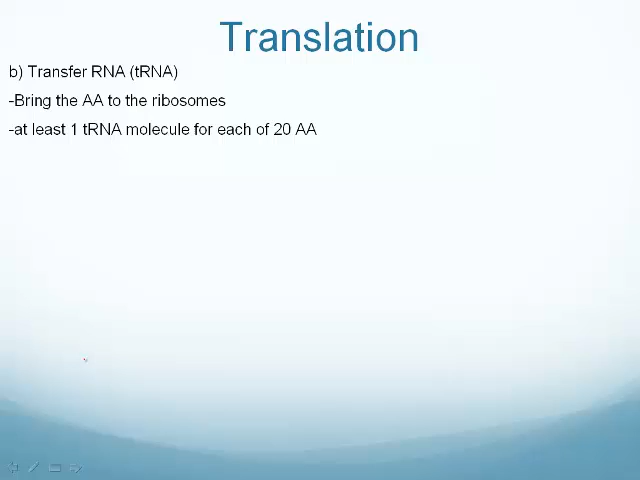 Translation
b) Transfer RNA (tRNA)
-Bring the AA to the ribosomes
-at least 1 tRNA molecule for each of 20 AA